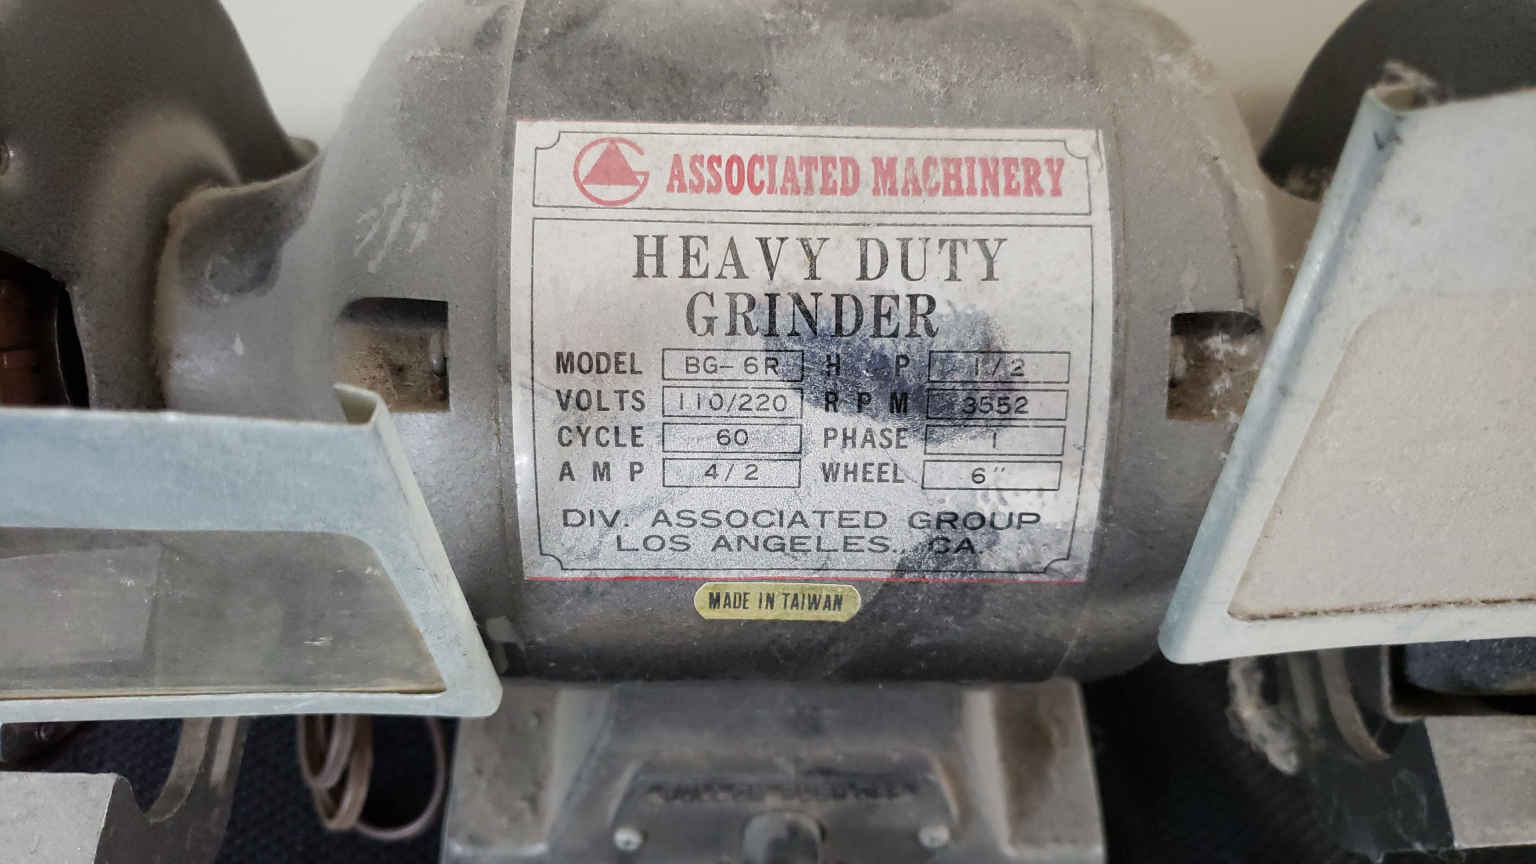 ASSOCIATED MACHINERY
HEAVY DUTY
GRINDER
MODEL BG-6R H P 1/2
VOLTS 110/220 R P M 3552
CYCLE 60 PHASE 1
A M P 4/2 WHEEL 6"
DIV. ASSOCIATED GROUP
LOS ANGELES., CA.
MADE IN TAIWAN